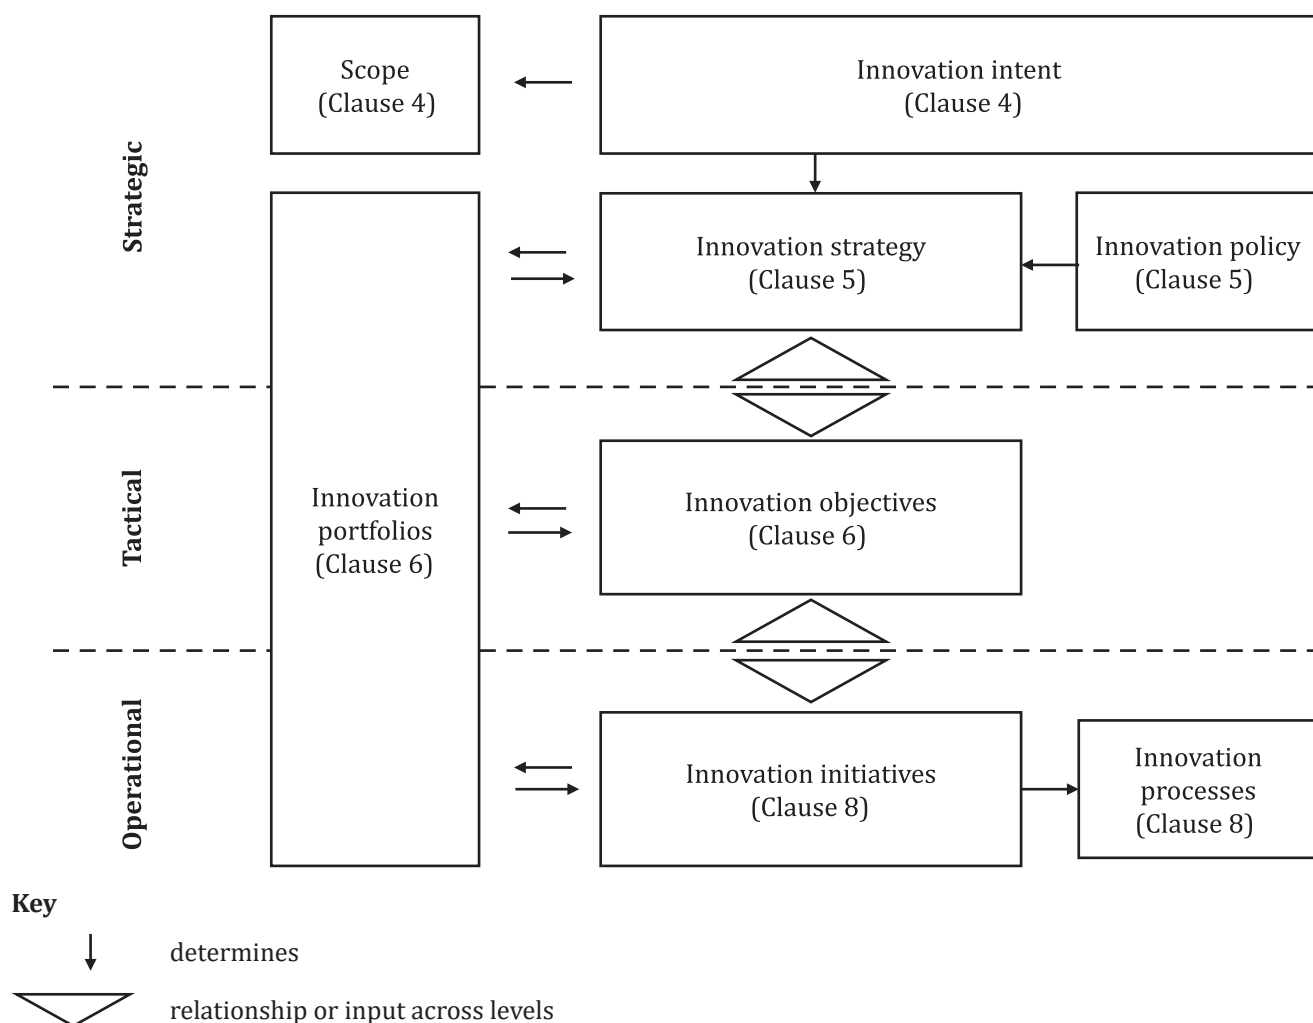 Scope
(Clause 4)
Innovation intent
(Clause 4)
Strategic
Innovation strategy
(Clause 5)
Innovation policy
(Clause 5)
Tactical
Innovation
portfolios
(Clause 6)
Innovation objectives
(Clause 6)
Operational
Innovation initiatives
(Clause 8)
Innovation
processes
(Clause 8)
Key
determines
relationship or input across levels